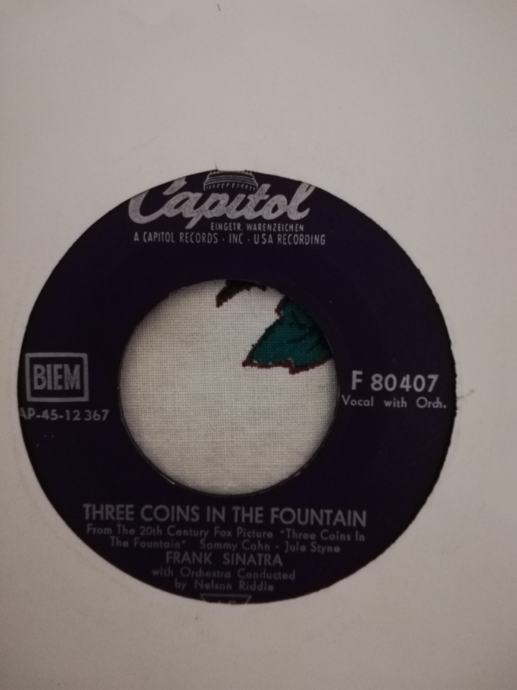 Capitol
EINGETR. WARENZEICHEN
A CAPITOL RECORDS · INC · USA RECORDING
BIEM
AP-45-12 367
F 80407
Vocal with Orch.
THREE COINS IN THE FOUNTAIN
From The 20th Century Fox Picture "Three Coins In
The Fountain" Sammy Cahn - Jule Styne
FRANK SINATRA
with Orchestra Conducted
by Nelson Riddle